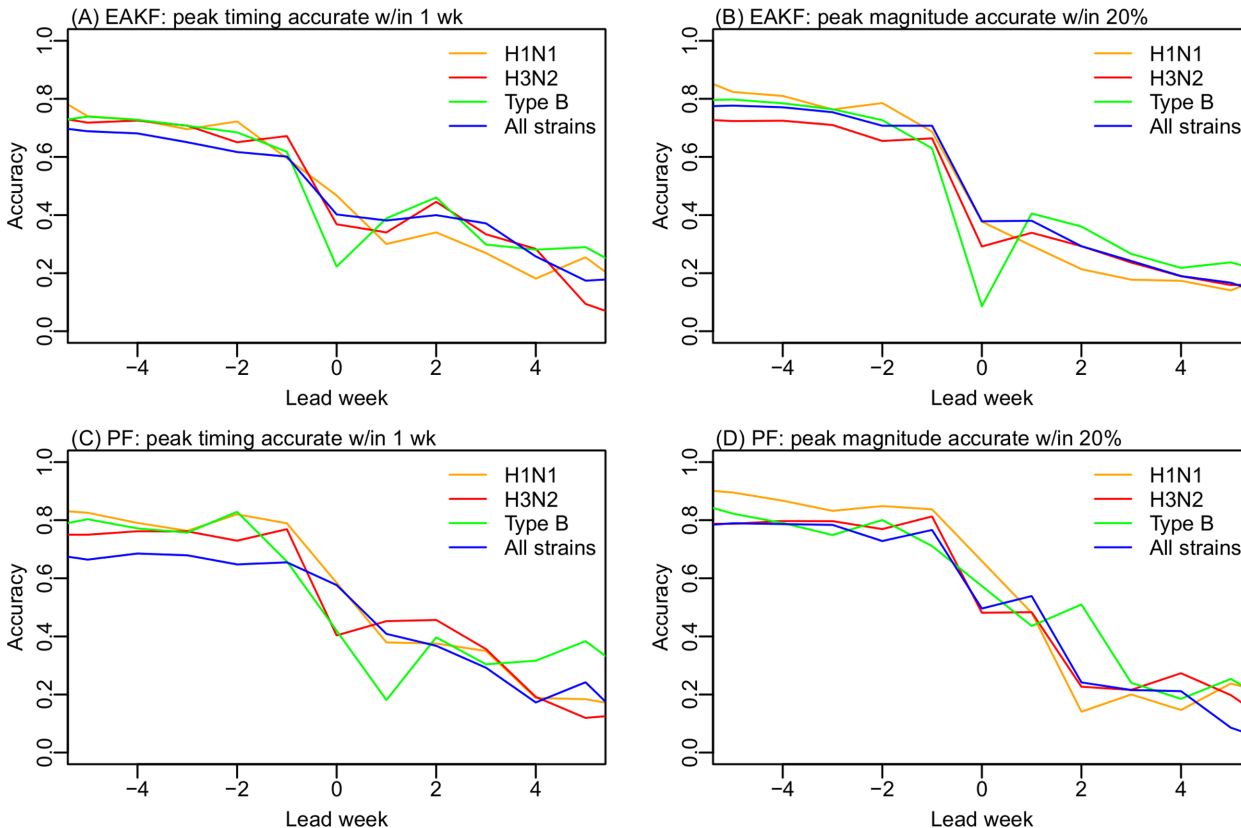 (A) EAKF: peak timing accurate w/in 1 wk
Accuracy
1.0
0.8
0.6
0.4
0.2
0.0
H1N1
H3N2
Type B
All strains
−4
−2
0
2
4
Lead week
(B) EAKF: peak magnitude accurate w/in 20%
Accuracy
1.0
0.8
0.6
0.4
0.2
0.0
H1N1
H3N2
Type B
All strains
−4
−2
0
2
4
Lead week
(C) PF: peak timing accurate w/in 1 wk
Accuracy
1.0
0.8
0.6
0.4
0.2
0.0
H1N1
H3N2
Type B
All strains
−4
−2
0
2
4
Lead week
(D) PF: peak magnitude accurate w/in 20%
Accuracy
1.0
0.8
0.6
0.4
0.2
0.0
H1N1
H3N2
Type B
All strains
−4
−2
0
2
4
Lead week